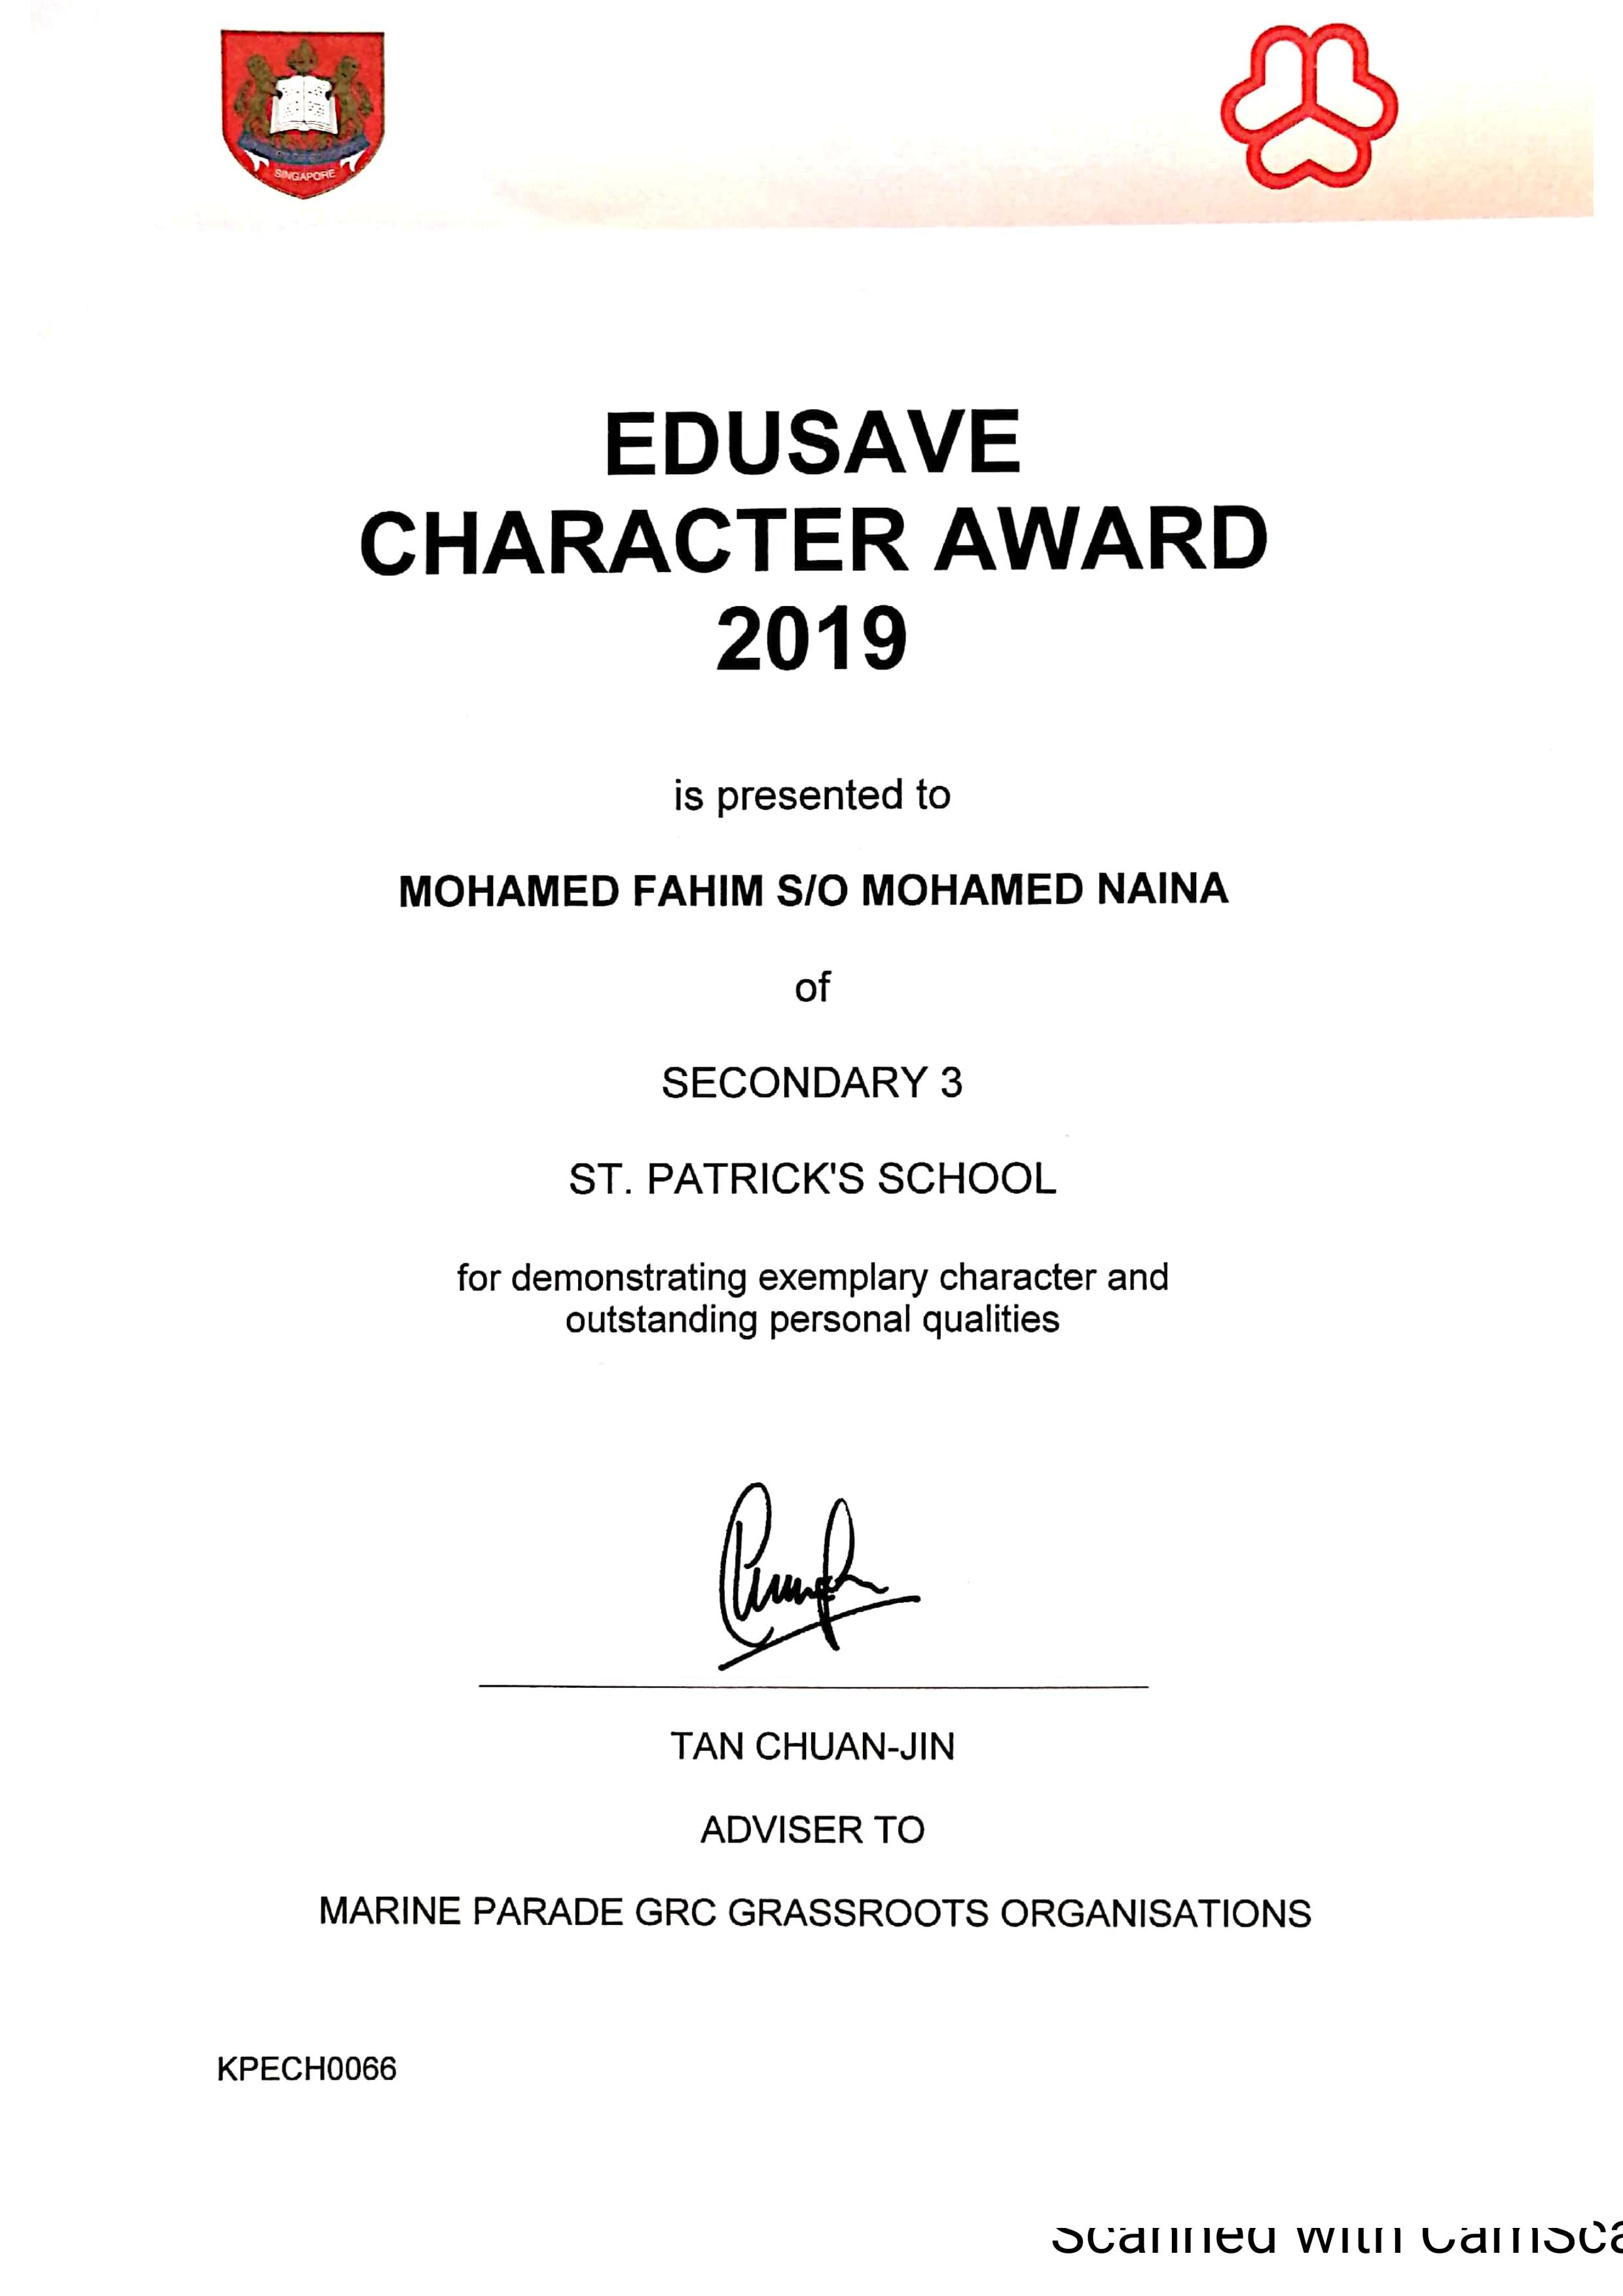 SINGAPORE
EDUSAVE
CHARACTER AWARD
2019
is presented to
MOHAMED FAHIM S/O MOHAMED NAINA
of
SECONDARY 3
ST. PATRICK'S SCHOOL
for demonstrating exemplary character and
outstanding personal qualities
TAN CHUAN-JIN
ADVISER TO
MARINE PARADE GRC GRASSROOTS ORGANISATIONS
KPECH0066
Scanned with CamSca